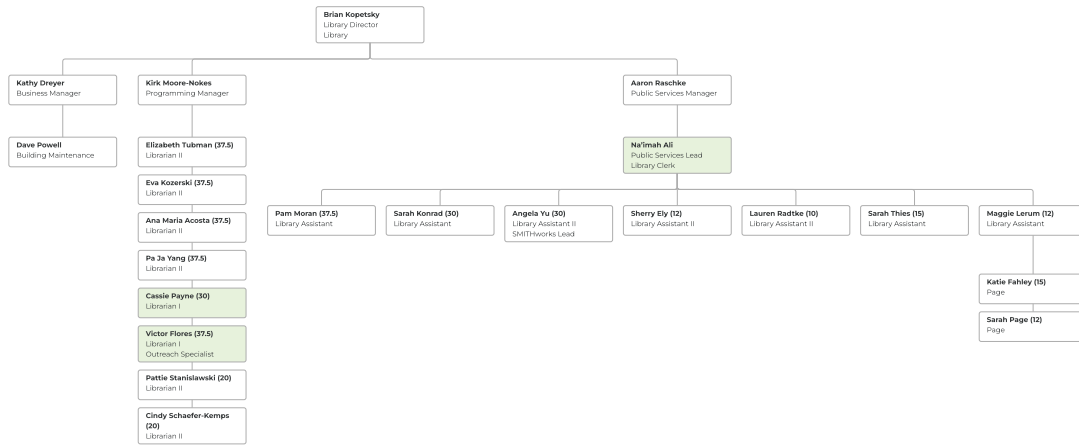 Brian Kopetsky
Library Director
Library
Kathy Dreyer
Business Manager
Kirk Moore-Nokes
Programming Manager
Aaron Raschke
Public Services Manager
Dave Powell
Building Maintenance
Elizabeth Tubman (37.5)
Librarian II
Na'imah Ali
Public Services Lead
Library Clerk
Eva Kozerski (37.5)
Librarian II
Ana Maria Acosta (37.5)
Librarian II
Pa Ja Yang (37.5)
Librarian II
Cassie Payne (30)
Librarian I
Victor Flores (37.5)
Librarian I
Outreach Specialist
Pattie Stanislawski (20)
Librarian II
Cindy Schaefer-Kemps
(20)
Librarian II
Pam Moran (37.5)
Library Assistant
Sarah Konrad (30)
Library Assistant
Angela Yu (30)
Library Assistant II
SMITHworks Lead
Sherry Ely (12)
Library Assistant II
Lauren Radtke (10)
Library Assistant II
Sarah Thies (15)
Library Assistant
Maggie Lerum (12)
Library Assistant
Katie Fahley (15)
Page
Sarah Page (12)
Page